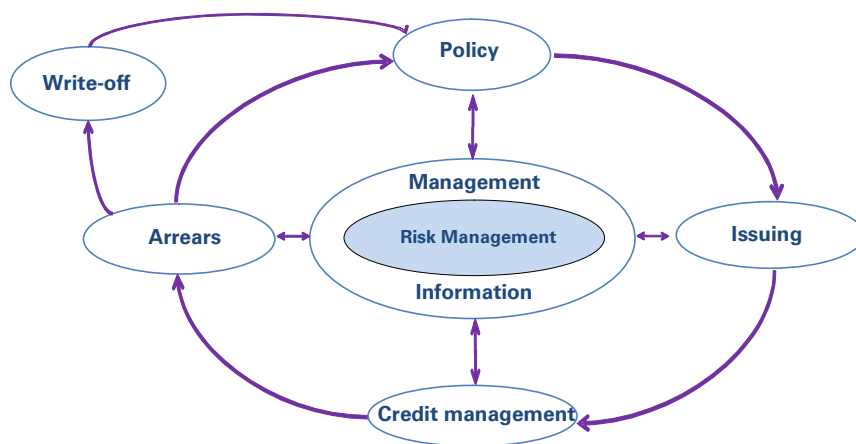 Policy
Write-off
Management
Arrears
Risk Management
Issuing
Information
Credit management